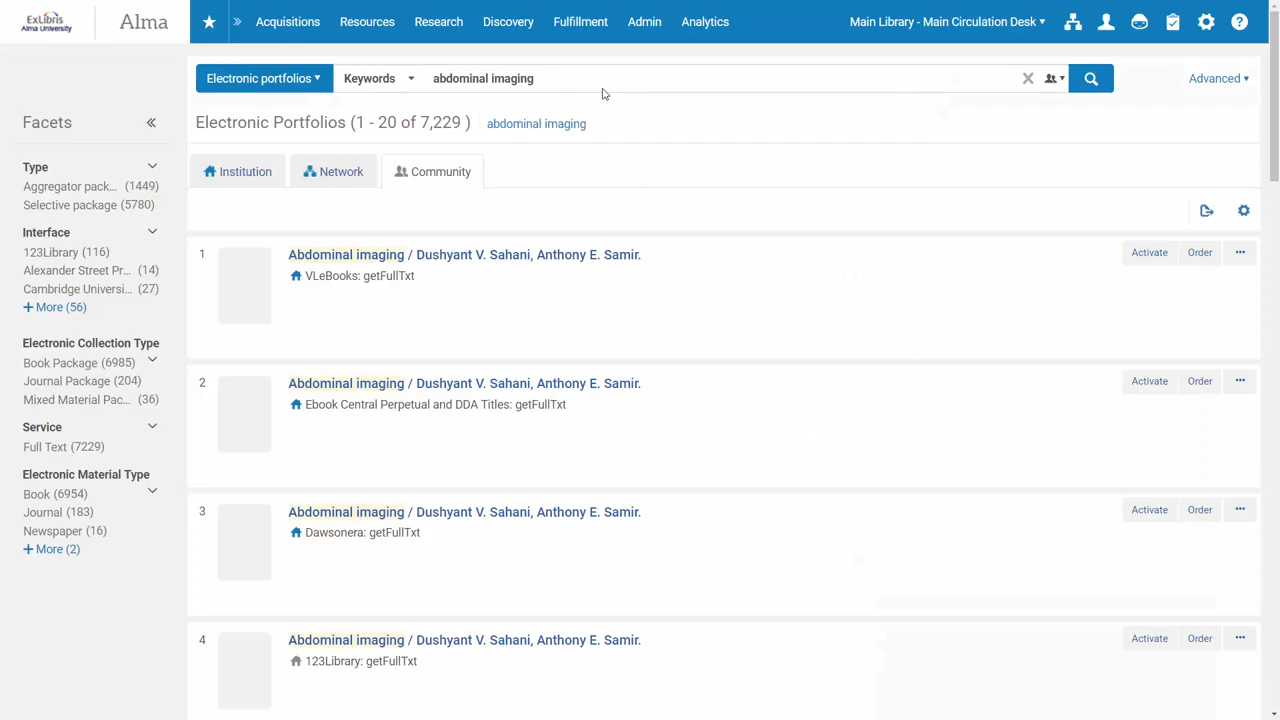 ExLibris
Alma University
Alma
Acquisitions
Resources
Research
Discovery
Fulfillment
Admin
Analytics
Main Library - Main Circulation Desk
Electronic portfolios
Keywords
abdominal imaging
Advanced
Facets
Electronic Portfolios (1 - 20 of 7,229 )
abdominal imaging
Institution
Network
Community
Type
Aggregator pack... (1449)
Selective package (5780)
Interface
123Library (116)
Alexander Street Pr... (14)
Cambridge Universi... (27)
+ More (56)
Electronic Collection Type
Book Package (6985)
Journal Package (204)
Mixed Material Pac... (36)
Service
Full Text (7229)
Electronic Material Type
Book (6954)
Journal (183)
Newspaper (16)
+ More (2)
1
Abdominal imaging / Dushyant V. Sahani, Anthony E. Samir.
VLeBooks: getFullTxt
Activate
Order
2
Abdominal imaging / Dushyant V. Sahani, Anthony E. Samir.
Ebook Central Perpetual and DDA Titles: getFullTxt
Activate
Order
3
Abdominal imaging / Dushyant V. Sahani, Anthony E. Samir.
Dawsonera: getFullTxt
Activate
Order
4
Abdominal imaging / Dushyant V. Sahani, Anthony E. Samir.
123Library: getFullTxt
Activate
Order